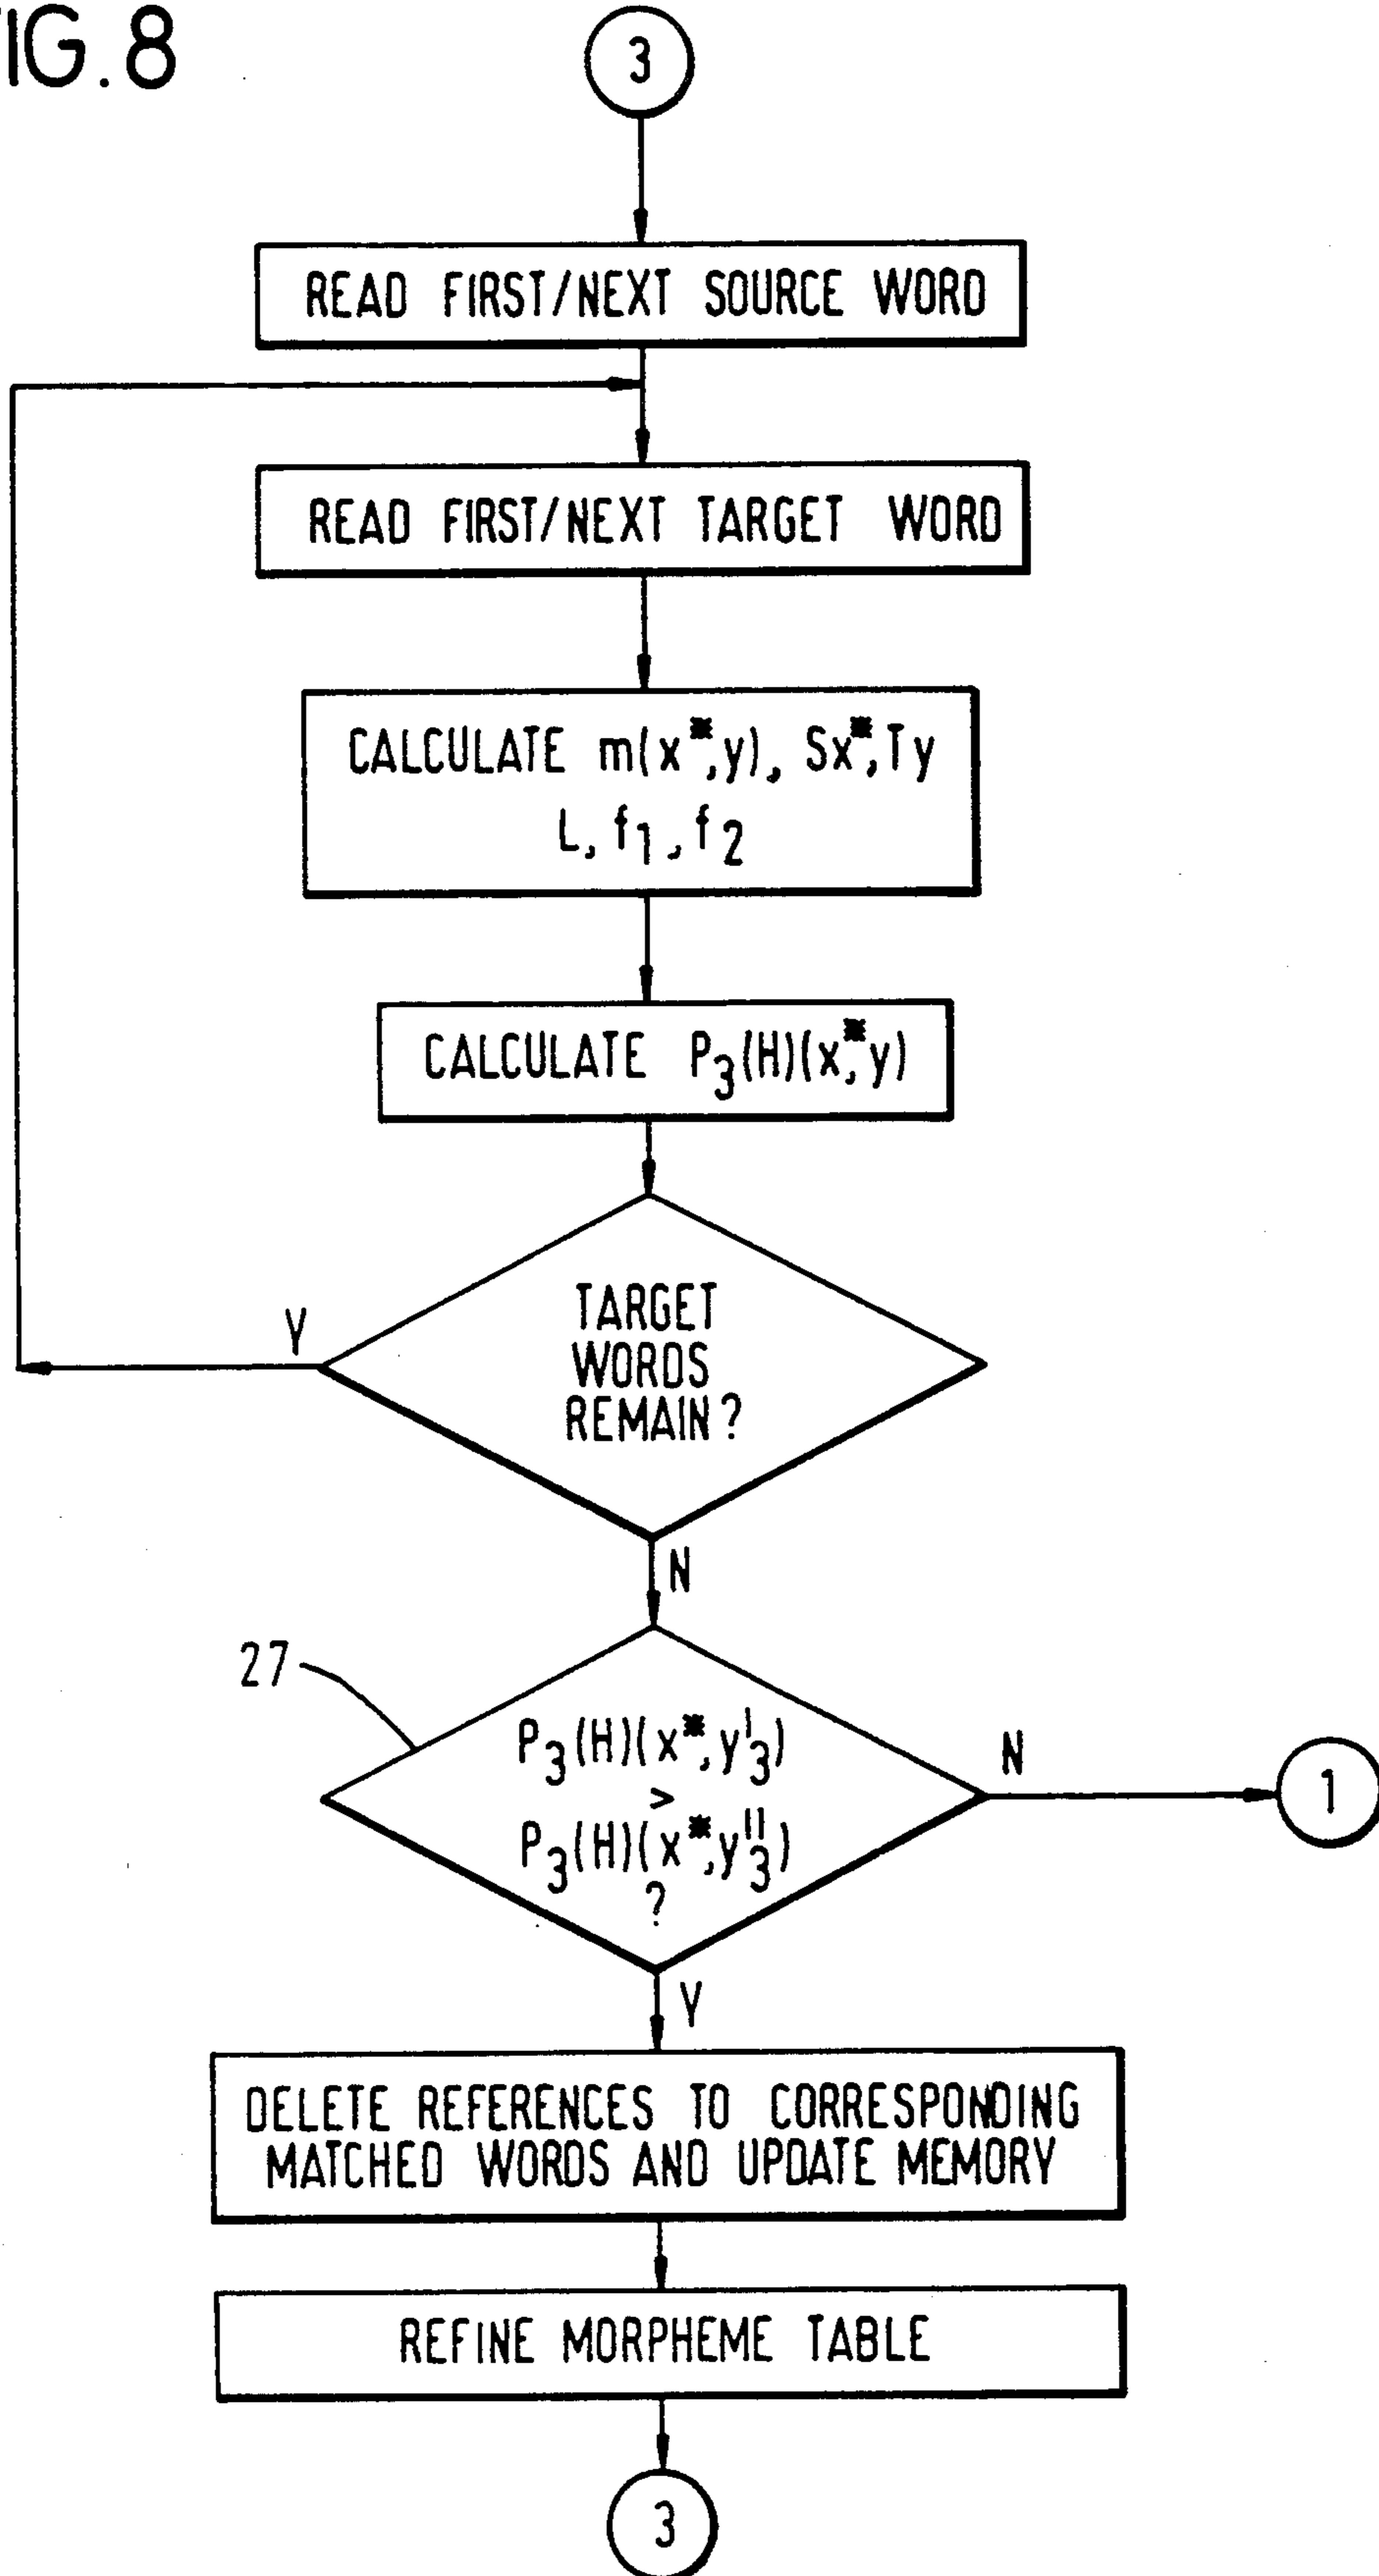 FIG. 8
3
READ FIRST/NEXT SOURCE WORD
READ FIRST/NEXT TARGET WORD
CALCULATE m(x*,y), Sx*,Ty
L, f1, f2
CALCULATE P3(H)(x*,y)
TARGET
WORDS
REMAIN?
Y
N
27
P3(H)(x*,y'3)
>
P3(H)(x*,y''3)
?
N
1
Y
DELETE REFERENCES TO CORRESPONDING
MATCHED WORDS AND UPDATE MEMORY
REFINE MORPHEME TABLE
3